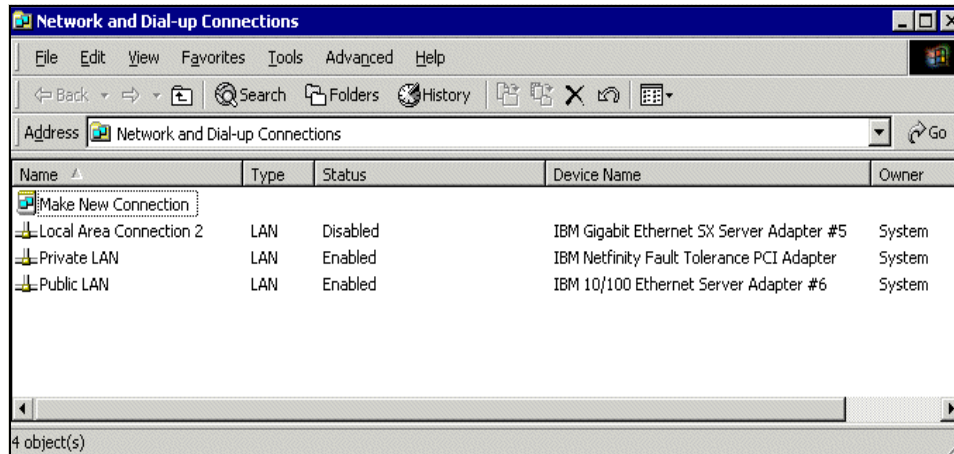 Network and Dial-up Connections
File Edit View Favorites Tools Advanced Help
Back Search Folders History
Address Network and Dial-up Connections Go
Name Type Status Device Name Owner
Make New Connection
Local Area Connection 2 LAN Disabled IBM Gigabit Ethernet SX Server Adapter #5 System
Private LAN LAN Enabled IBM Netfinity Fault Tolerance PCI Adapter System
Public LAN LAN Enabled IBM 10/100 Ethernet Server Adapter #6 System
4 object(s)